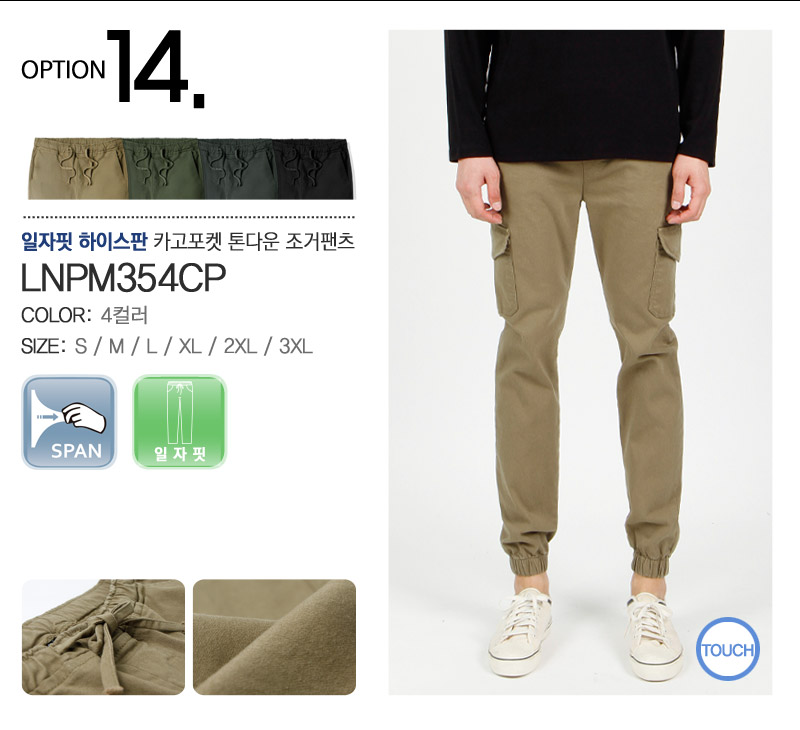 OPTION 14.
일자핏 하이스판 카고포켓 톤다운 조거팬츠
LNPM354CP
COLOR: 4컬러
SIZE: S / M / L / XL / 2XL / 3XL
SPAN
일자핏
TOUCH